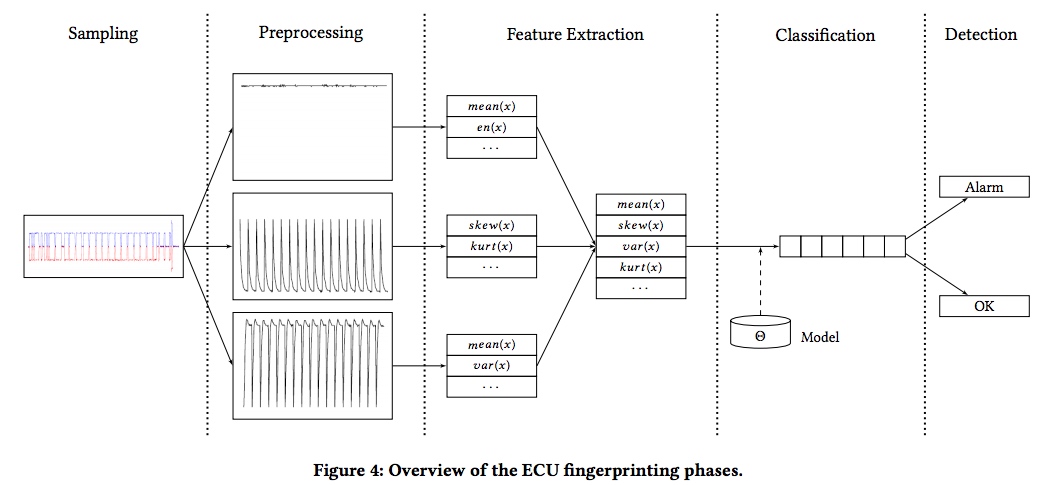 Sampling
Preprocessing
Feature Extraction
Classification
Detection
mean(x)
en(x)
...
skew(x)
kurt(x)
...
mean(x)
var(x)
...
mean(x)
skew(x)
var(x)
kurt(x)
...
Θ
Model
Alarm
OK
Figure 4: Overview of the ECU fingerprinting phases.